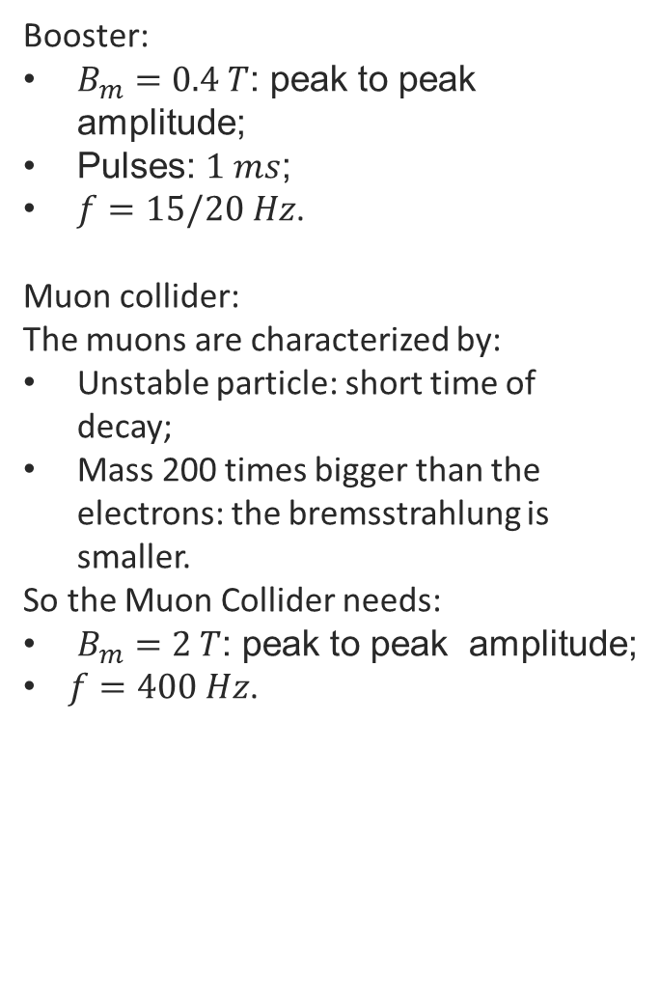 Booster:
• B_m = 0.4 T: peak to peak
amplitude;
• Pulses: 1 ms;
• f = 15/20 Hz.
Muon collider:
The muons are characterized by:
• Unstable particle: short time of
decay;
• Mass 200 times bigger than the
electrons: the bremsstrahlung is
smaller.
So the Muon Collider needs:
• B_m = 2 T: peak to peak amplitude;
• f = 400 Hz.